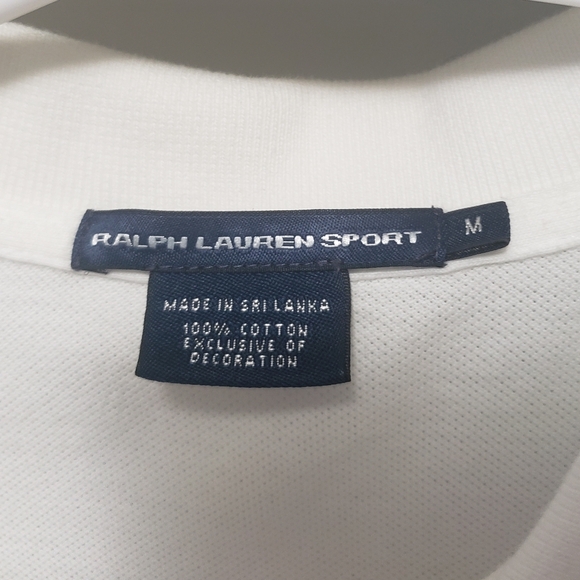 RALPH LAUREN SPORT
M
MADE IN SRI LANKA
100% COTTON
EXCLUSIVE OF
DECORATION